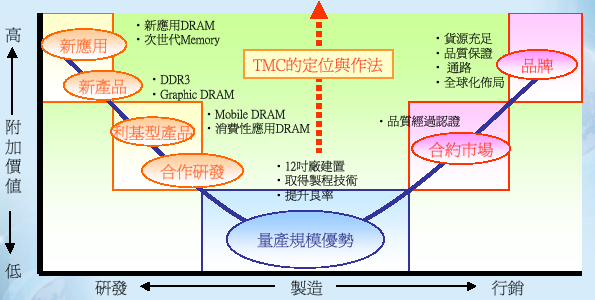 高
附加價值
低
新應用
・新應用DRAM
・次世代Memory
新產品
・DDR3
・Graphic DRAM
利基型產品
・Mobile DRAM
・消費性應用DRAM
合作研發
TMC的定位與作法
・12吋廠建置
・取得製程技術
・提升良率
量產規模優勢
・貨源充足
・品質保證
・通路
・全球化佈局
品牌
・品質經過認證
合約市場
研發
製造
行銷